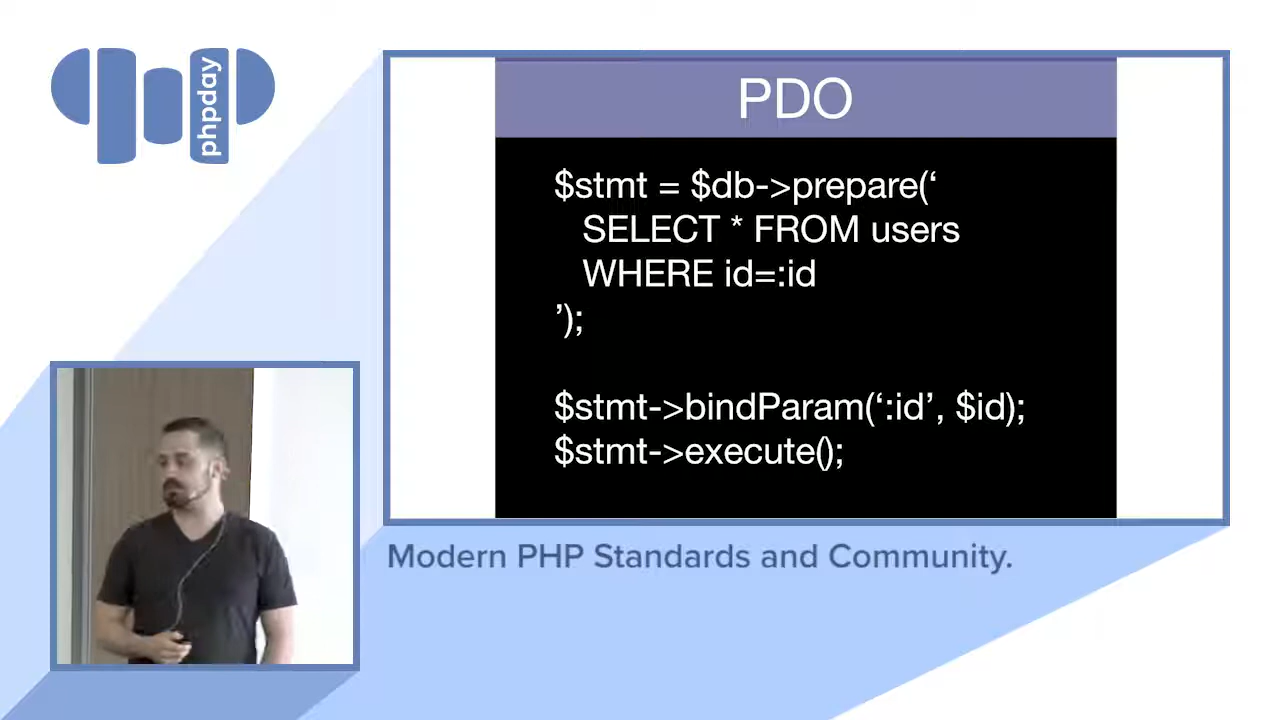 phpday
PDO
$stmt = $db->prepare(‘
SELECT * FROM users
WHERE id=:id
’);
$stmt->bindParam(‘:id’, $id);
$stmt->execute();
Modern PHP Standards and Community.